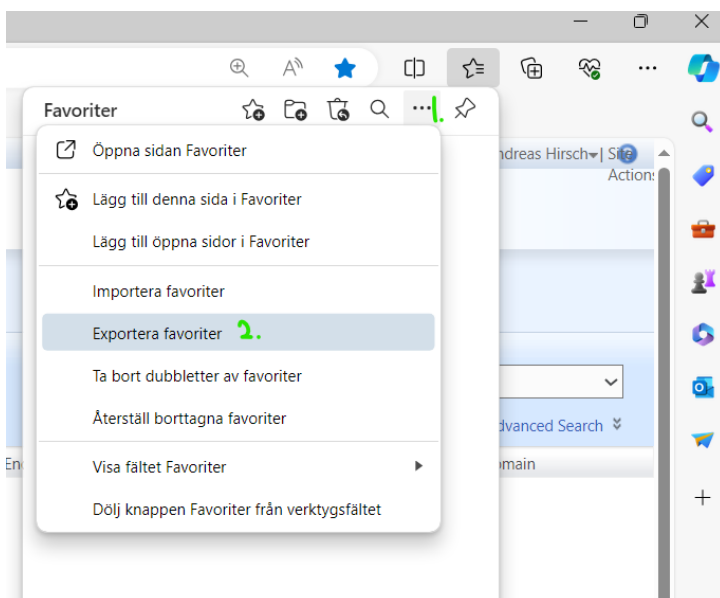 Favoriter
1.
Öppna sidan Favoriter
Lägg till denna sida i Favoriter
Lägg till öppna sidor i Favoriter
Importera favoriter
Exportera favoriter 2.
Ta bort dubbletter av favoriter
Återställ borttagna favoriter
Visa fältet Favoriter
Dölj knappen Favoriter från verktygsfältet
ndreas Hirsch | Site
Actions
dvanced Search
En
main